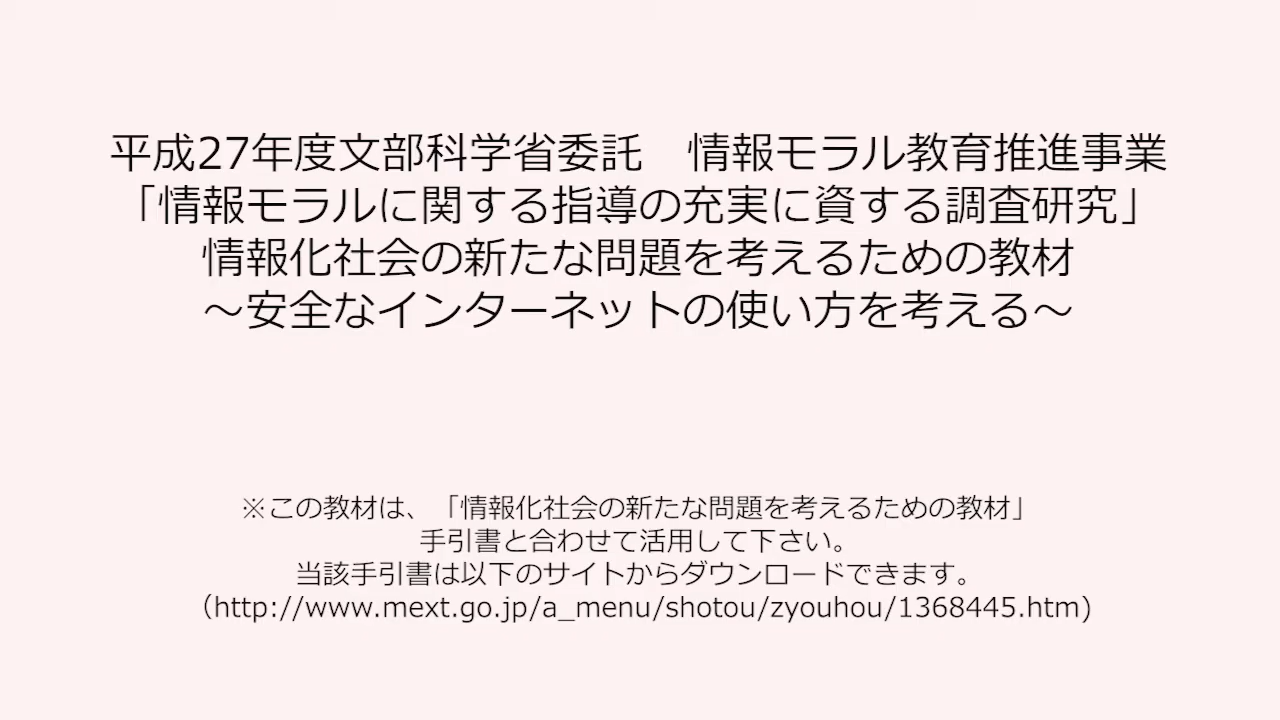 平成27年度文部科学省委託　情報モラル教育推進事業
「情報モラルに関する指導の充実に資する調査研究」
情報化社会の新たな問題を考えるための教材
～安全なインターネットの使い方を考える～
※この教材は、「情報化社会の新たな問題を考えるための教材」
手引書と合わせて活用して下さい。
当該手引書は以下のサイトからダウンロードできます。
（http://www.mext.go.jp/a_menu/shotou/zyouhou/1368445.htm)